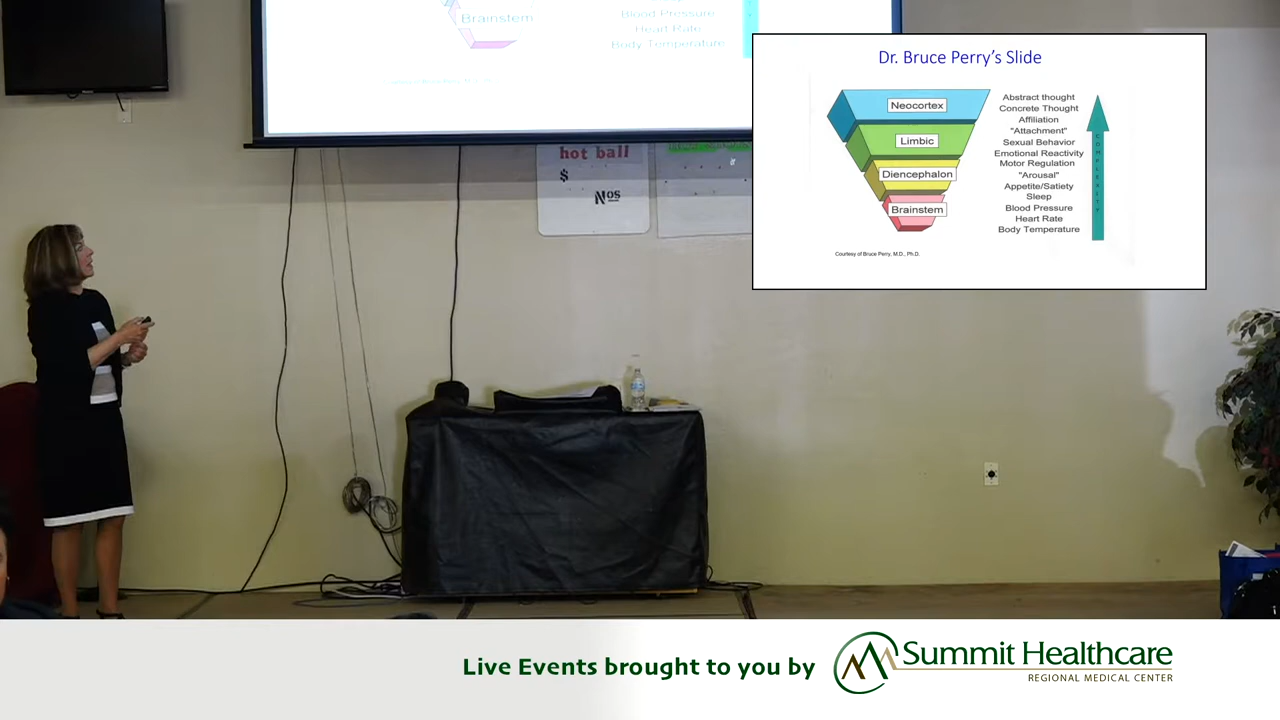 Brainstem
Blood Pressure
Heart Rate
Body Temperature
hot ball
$
Nos
Dr. Bruce Perry's Slide
Neocortex
Limbic
Diencephalon
Brainstem
Abstract thought
Concrete Thought
Affiliation
"Attachment"
Sexual Behavior
Emotional Reactivity
Motor Regulation
"Arousal"
Appetite/Satiety
Sleep
Blood Pressure
Heart Rate
Body Temperature
COMPLEXITY
Courtesy of Bruce Perry, M.D., Ph.D.
Live Events brought to you by
Summit Healthcare
REGIONAL MEDICAL CENTER